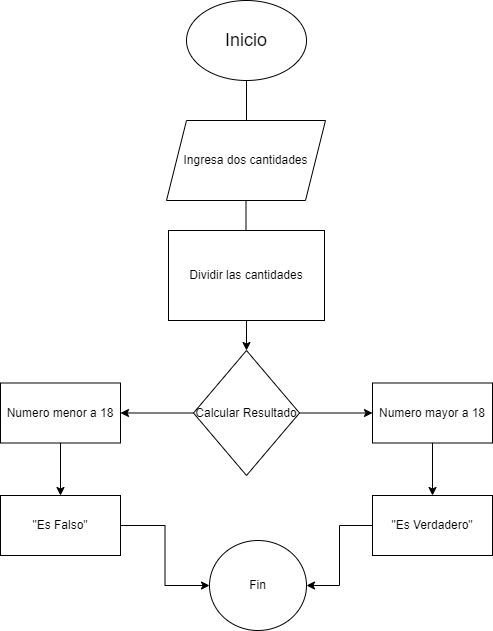 Inicio
Ingresa dos cantidades
Dividir las cantidades
Calcular Resultado
Numero menor a 18
Numero mayor a 18
"Es Falso"
"Es Verdadero"
Fin